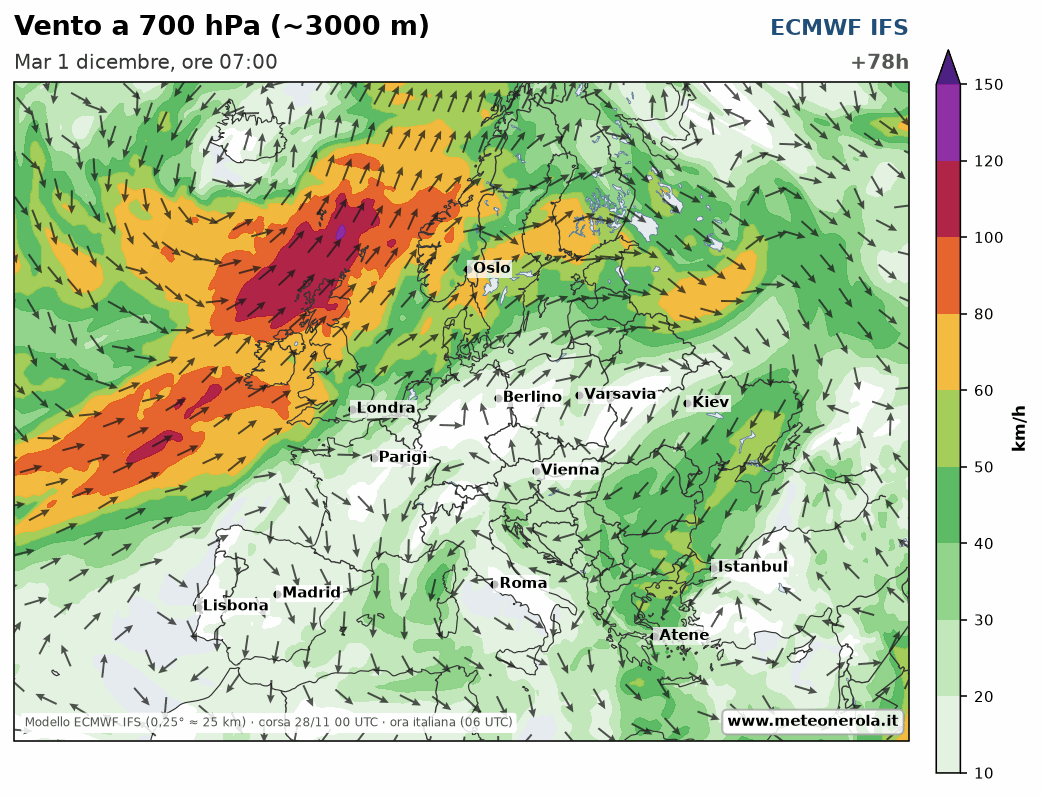 Vento a 700 hPa (~3000 m)
ECMWF IFS
Mar 1 dicembre, ore 07:00
+78h
150
120
100
80
60
50
40
30
20
10
km/h
Oslo
Berlino
Varsavia
Kiev
Londra
Parigi
Vienna
Istanbul
Roma
Madrid
Lisbona
Atene
Modello ECMWF IFS (0,25° ≈ 25 km) · corsa 28/11 00 UTC · ora italiana (06 UTC)
www.meteonerola.it